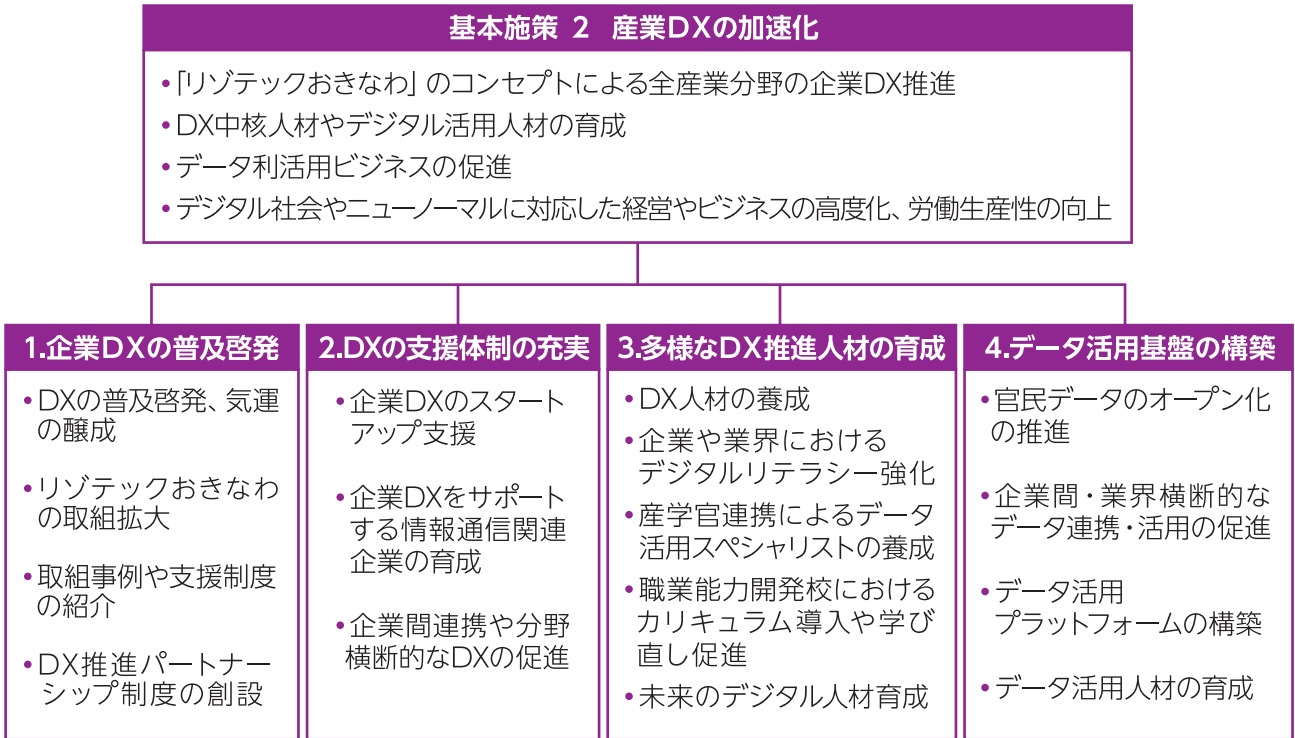 基本施策 2 産業DXの加速化
•「リゾテックおきなわ」のコンセプトによる全産業分野の企業DX推進
•DX中核人材やデジタル活用人材の育成
•データ利活用ビジネスの促進
•デジタル社会やニューノーマルに対応した経営やビジネスの高度化、労働生産性の向上
1.企業DXの普及啓発
•DXの普及啓発、気運
の醸成
•リゾテックおきなわ
の取組拡大
•取組事例や支援制度
の紹介
•DX推進パートナー
シップ制度の創設
2.DXの支援体制の充実
•企業DXのスタート
アップ支援
•企業DXをサポート
する情報通信関連
企業の育成
•企業間連携や分野
横断的なDXの促進
3.多様なDX推進人材の育成
•DX人材の養成
•企業や業界における
デジタルリテラシー強化
•産学官連携によるデータ
活用スペシャリストの養成
•職業能力開発校における
カリキュラム導入や学び
直し促進
•未来のデジタル人材育成
4.データ活用基盤の構築
•官民データのオープン化
の推進
•企業間・業界横断的な
データ連携・活用の促進
•データ活用
プラットフォームの構築
•データ活用人材の育成